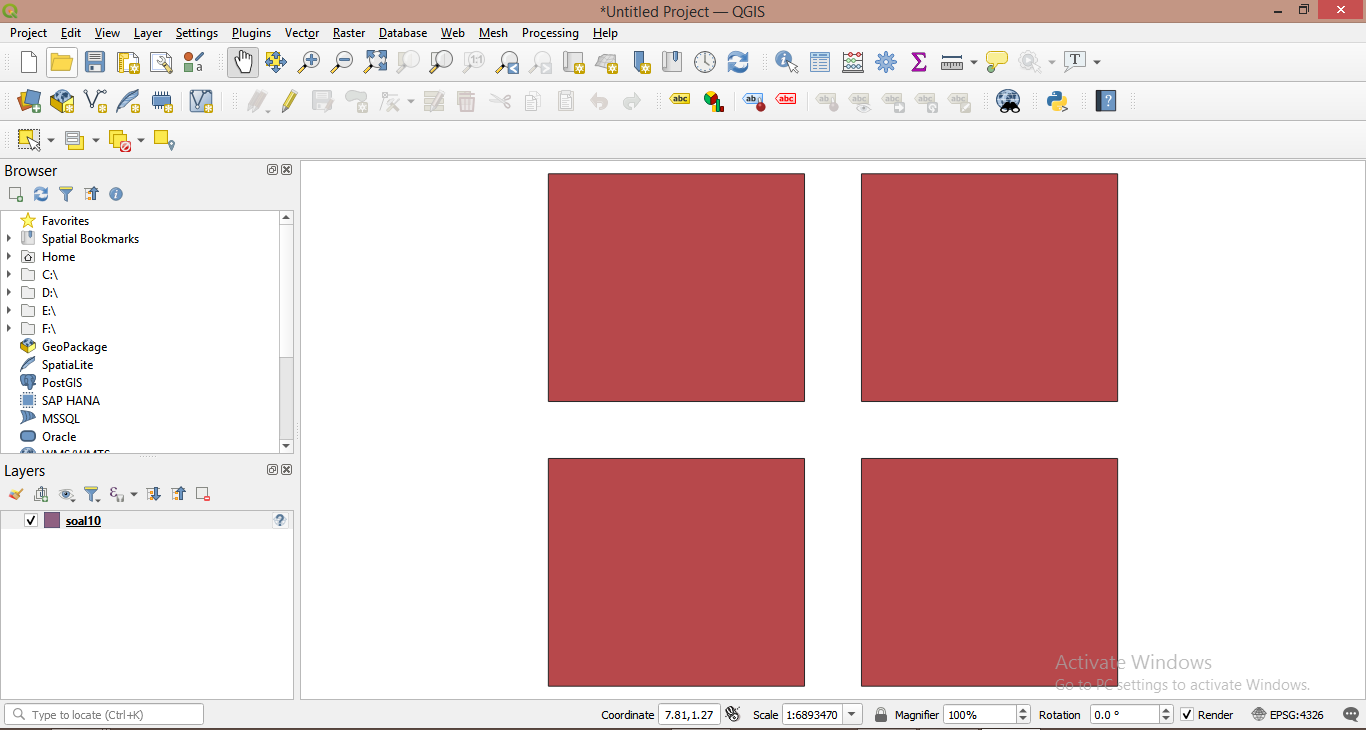 *Untitled Project — QGIS
Project Edit View Layer Settings Plugins Vector Raster Database Web Mesh Processing Help
Browser
Favorites
Spatial Bookmarks
Home
C:\
D:\
E:\
F:\
GeoPackage
SpatiaLite
PostGIS
SAP HANA
MSSQL
Oracle
WMS/WMTS
Layers
soal10
Activate Windows
Go to PC settings to activate Windows.
Type to locate (Ctrl+K) Coordinate 7.81,1.27 Scale 1:6893470 Magnifier 100% Rotation 0.0 ° Render EPSG:4326